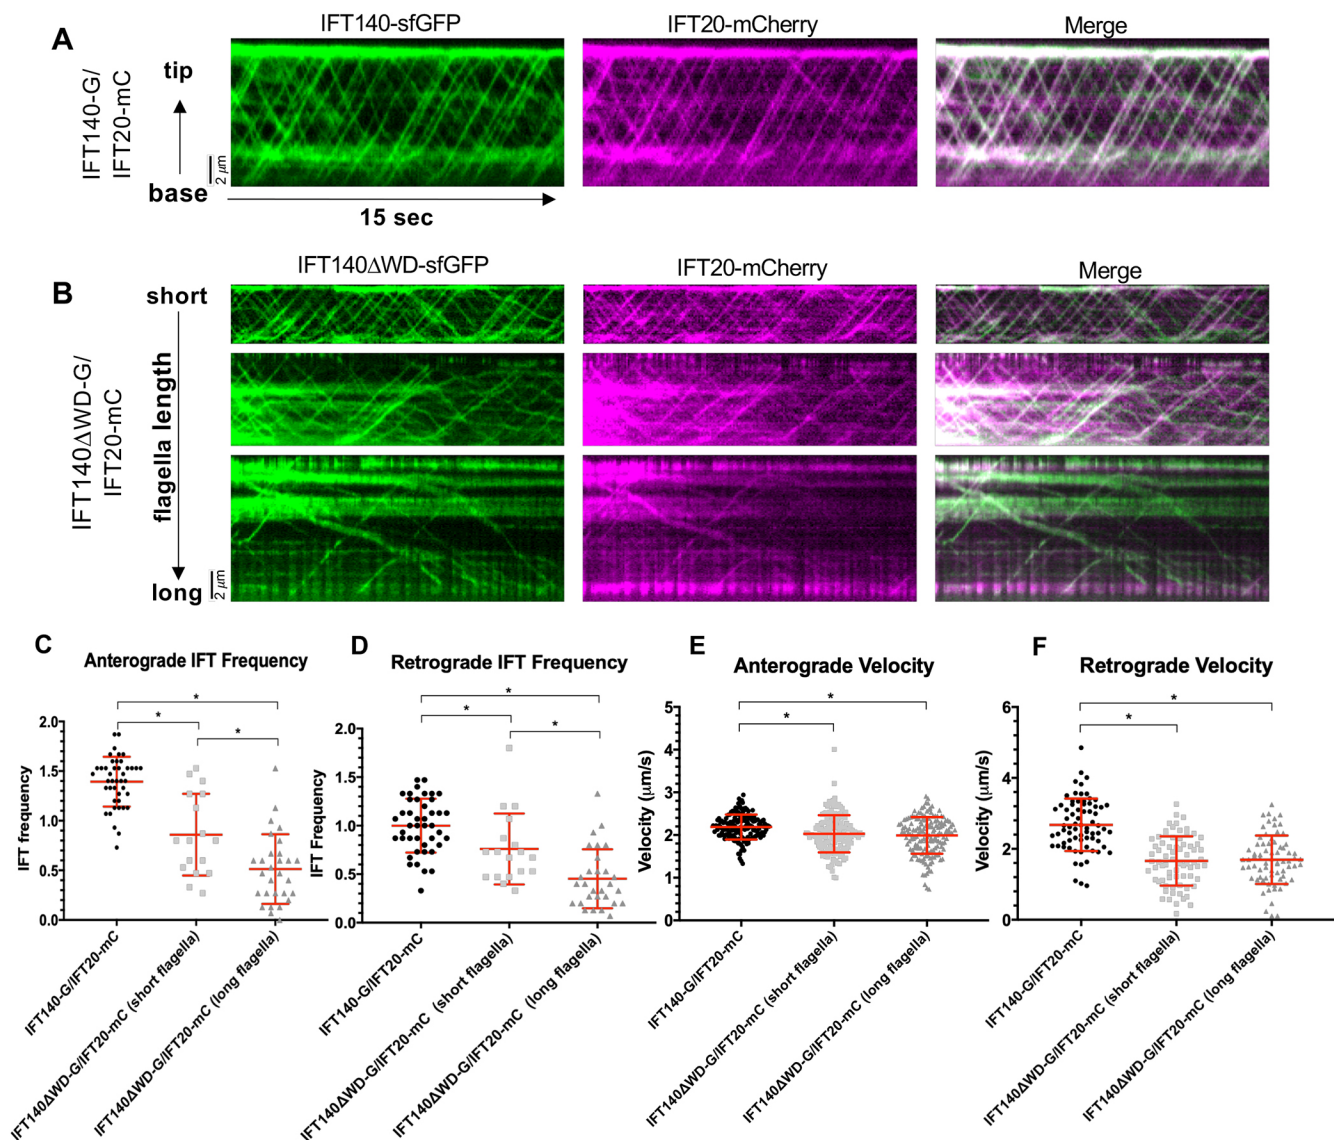 A
IFT140-G/
IFT20-mC
IFT140-sfGFP
IFT20-mCherry
Merge
tip
base
2 µm
15 sec
B
IFT140ΔWD-G/
IFT20-mC
IFT140ΔWD-sfGFP
IFT20-mCherry
Merge
short
flagella length
long
2 µm
C
Anterograde IFT Frequency
IFT frequency
2.0
1.5
1.0
0.5
0.0
*
*
*
IFT140-G/IFT20-mC
IFT140ΔWD-G/IFT20-mC (short flagella)
IFT140ΔWD-G/IFT20-mC (long flagella)
D
Retrograde IFT Frequency
IFT Frequency
2.0
1.5
1.0
0.5
0.0
*
*
*
IFT140-G/IFT20-mC
IFT140ΔWD-G/IFT20-mC (short flagella)
IFT140ΔWD-G/IFT20-mC (long flagella)
E
Anterograde Velocity
Velocity (µm/s)
5
4
3
2
1
0
*
*
IFT140-G/IFT20-mC
IFT140ΔWD-G/IFT20-mC (short flagella)
IFT140ΔWD-G/IFT20-mC (long flagella)
F
Retrograde Velocity
Velocity (µm/s)
6
4
2
0
*
*
IFT140-G/IFT20-mC
IFT140ΔWD-G/IFT20-mC (short flagella)
IFT140ΔWD-G/IFT20-mC (long flagella)